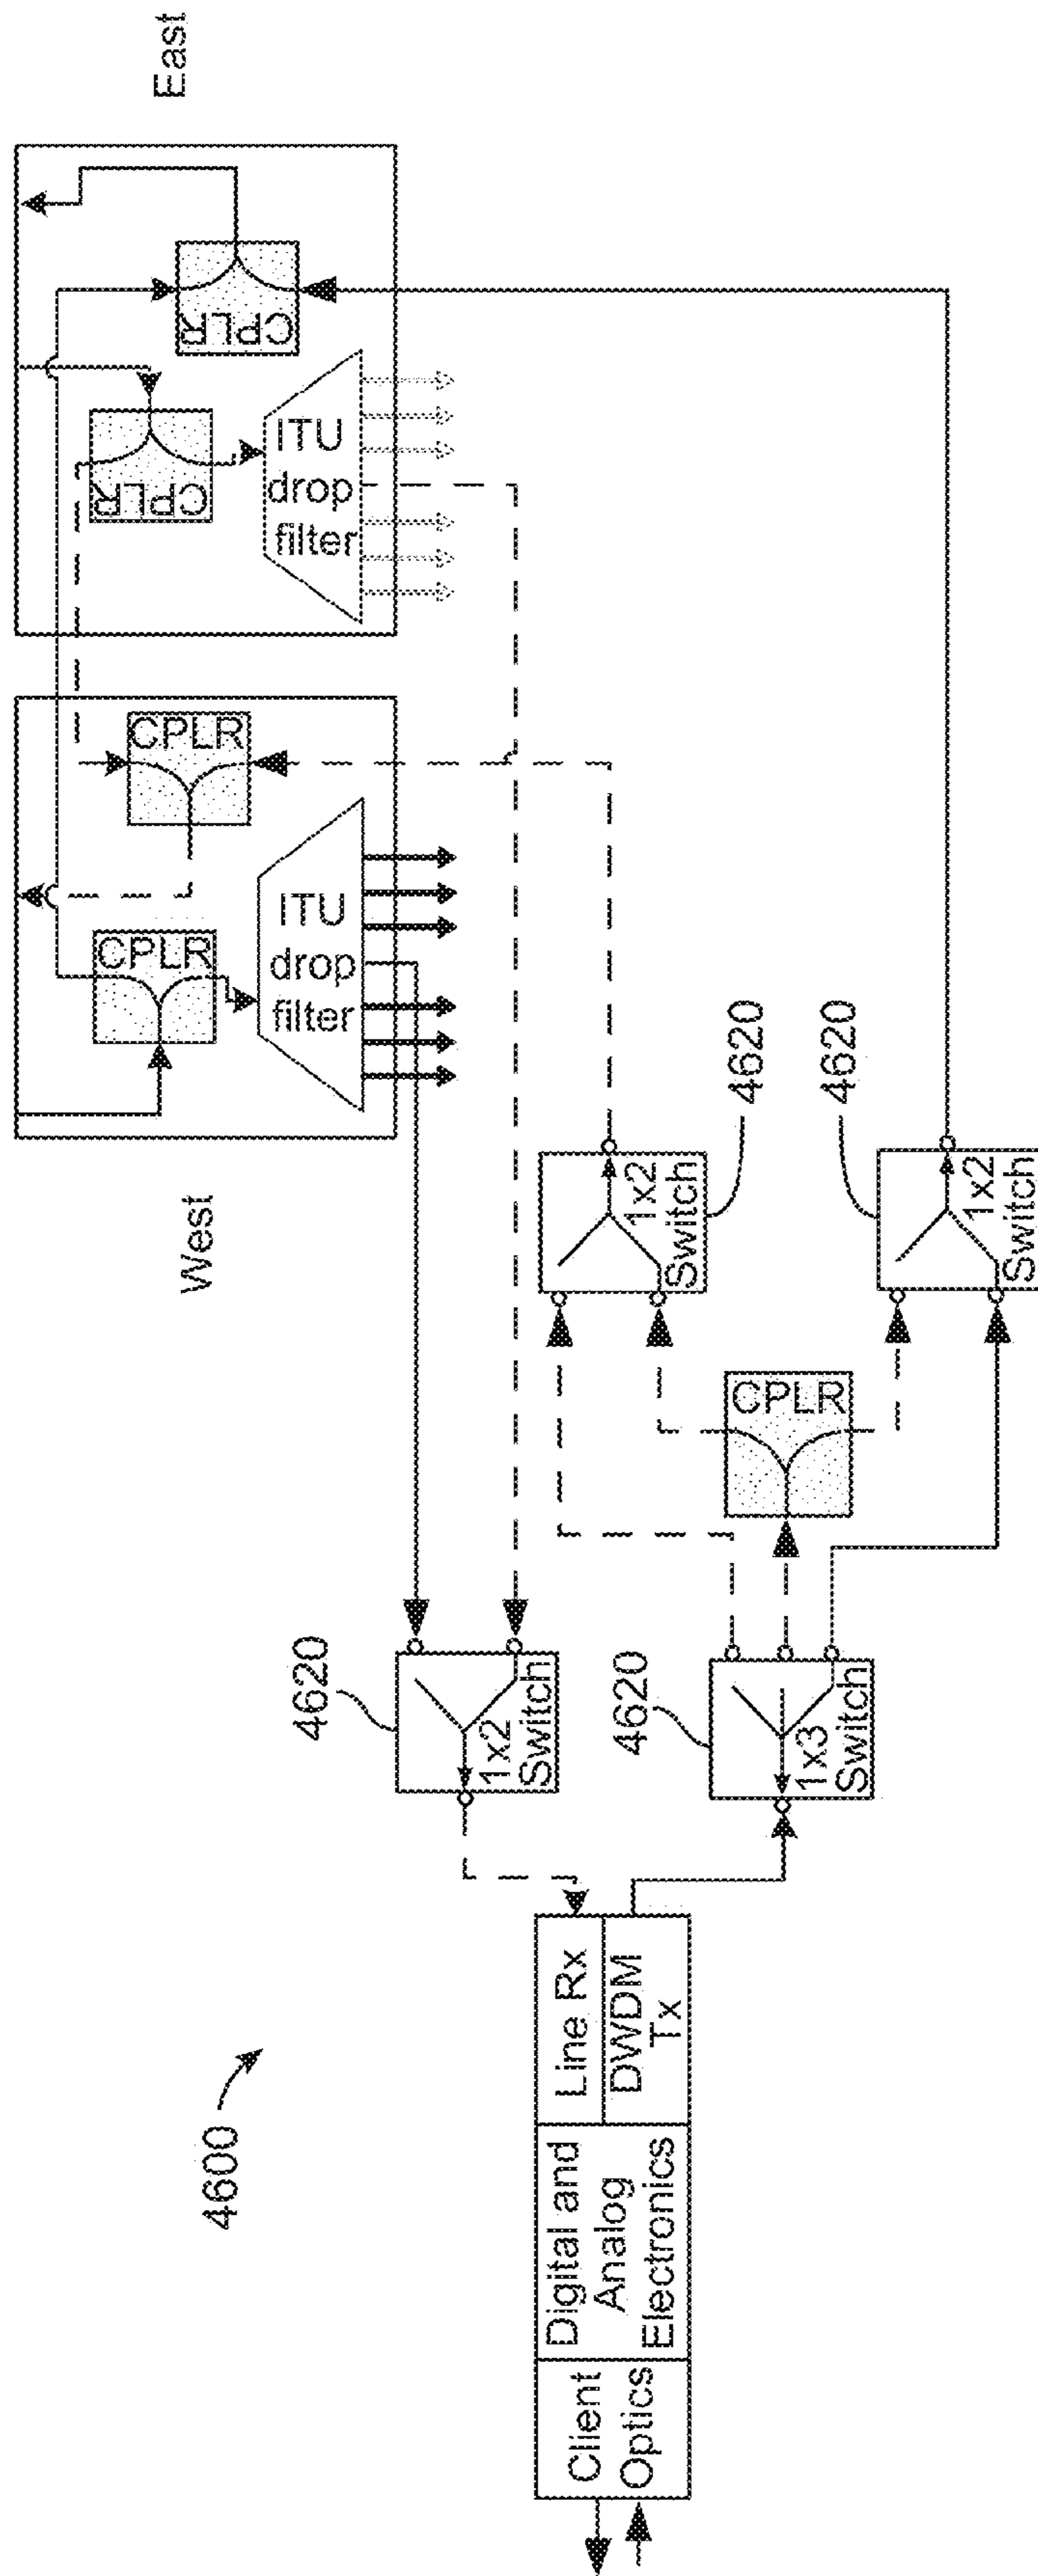 4600
Client
Optics
Digital and
Analog
Electronics
Line Rx
DWDM
Tx
4620
1x2
Switch
4620
1x3
Switch
CPLR
1x2
Switch
4620
1x2
Switch
4620
West
CPLR
CPLR
ITU
drop
filter
East
CPLR
CPLR
ITU
drop
filter